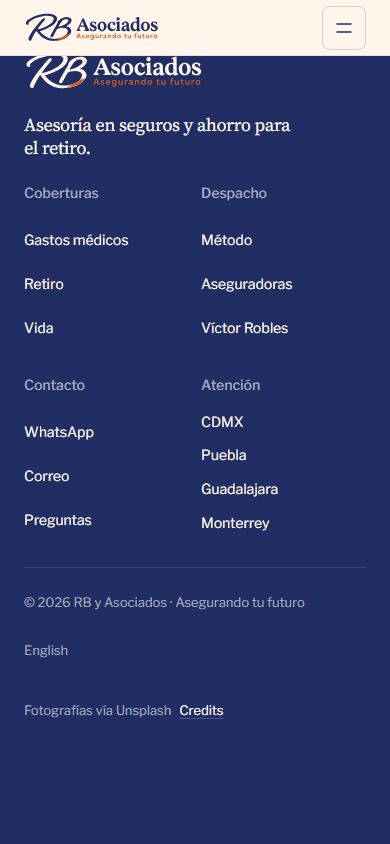 RB Asociados
Asegurando tu futuro
RB Asociados
Asegurando tu futuro
Asesoría en seguros y ahorro para
el retiro.
Coberturas
Gastos médicos
Retiro
Vida
Despacho
Método
Aseguradoras
Víctor Robles
Contacto
WhatsApp
Correo
Preguntas
Atención
CDMX
Puebla
Guadalajara
Monterrey
© 2026 RB y Asociados · Asegurando tu futuro
English
Fotografías vía Unsplash Credits